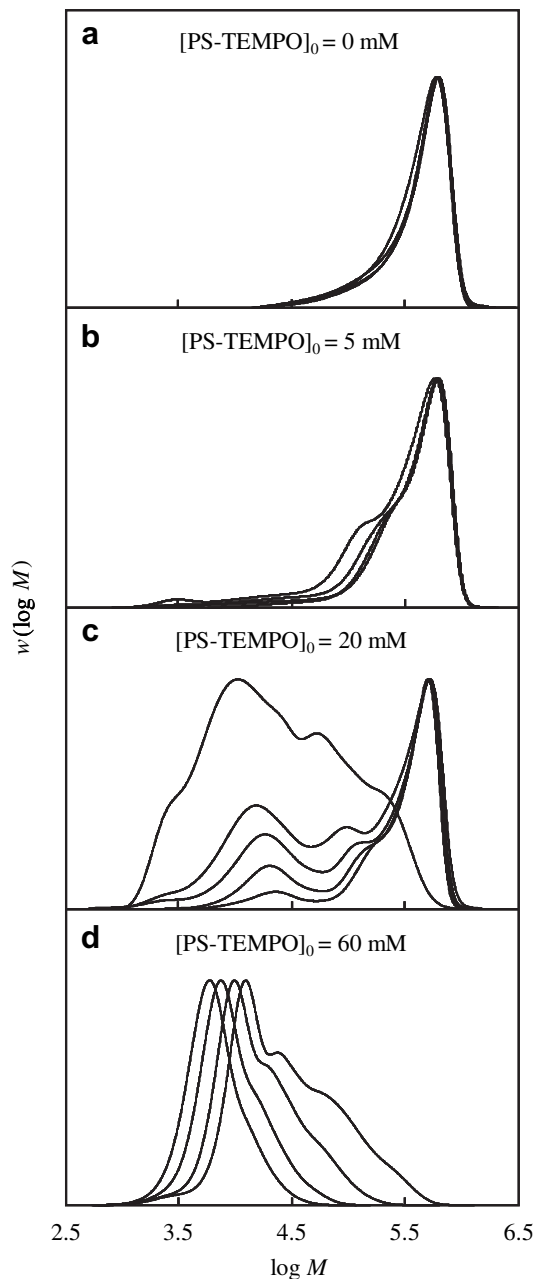 a
[PS-TEMPO]₀ = 0 mM
b
[PS-TEMPO]₀ = 5 mM
c
[PS-TEMPO]₀ = 20 mM
d
[PS-TEMPO]₀ = 60 mM
w(log M)
2.5 3.5 4.5 5.5 6.5
log M